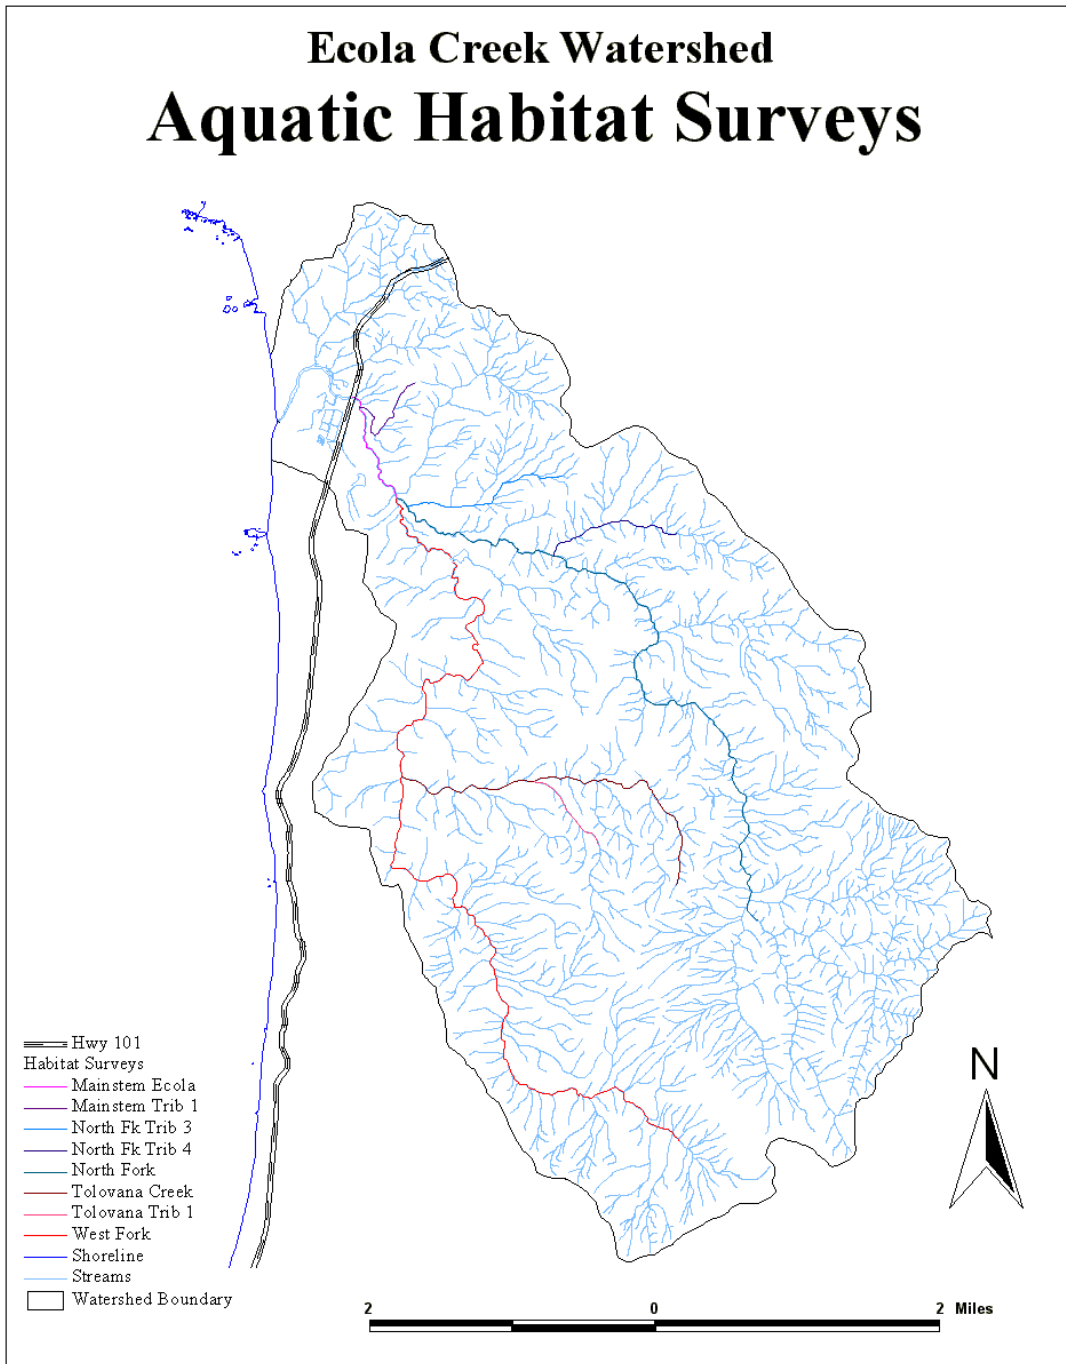 Ecola Creek Watershed
Aquatic Habitat Surveys
Hwy 101
Habitat Surveys
Mainstem Ecola
Mainstem Trib 1
North Fk Trib 3
North Fk Trib 4
North Fork
Tolovana Creek
Tolovana Trib 1
West Fork
Shoreline
Streams
Watershed Boundary
N
2 0 2 Miles